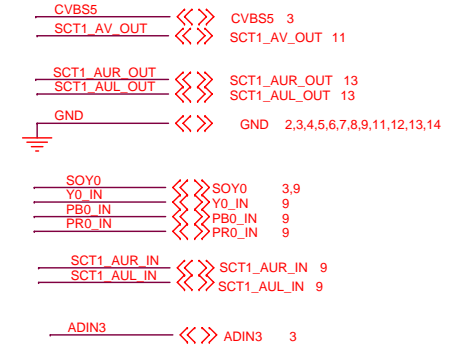 CVBS5 CVBS5 3
SCT1_AV_OUT SCT1_AV_OUT 11
SCT1_AUR_OUT SCT1_AUR_OUT 13
SCT1_AUL_OUT SCT1_AUL_OUT 13
GND GND 2,3,4,5,6,7,8,9,11,12,13,14
SOY0 SOY0 3,9
Y0_IN Y0_IN 9
PB0_IN PB0_IN 9
PR0_IN PR0_IN 9
SCT1_AUR_IN SCT1_AUR_IN 9
SCT1_AUL_IN SCT1_AUL_IN 9
ADIN3 ADIN3 3